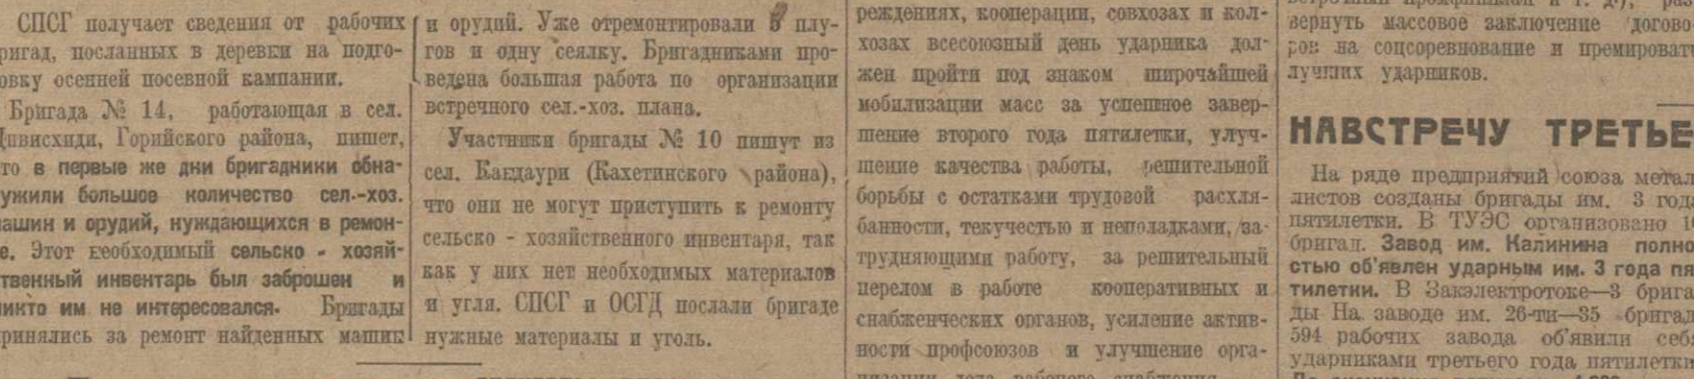 СПСГ получает сведения от рабочих
бригад, посланных в деревни на подго-
товку осенней посевной кампании.
Бригада № 14, работающая в сел.
Горийского района, пишет,
что в первые же дни бригадники обна-
ружили большое количество сел.-хоз.
машин и орудий, нуждающихся в ремон-
те. Этот необходимый сельско - хозяй-
ственный инвентарь был заброшен и
никто им не интересовался. Бригады
принялись за ремонт найденных машин
и орудий. Уже отремонтировали плу-
гов и одну сеялку. Бригадниками про-
ведена большая работа по организации
встречного сел.-хоз. плана.
Участники бригады № 10 пишут из
сел. (Кахетинского района),
что они не могут приступить к ремонту
сельско - хозяйственного инвентаря, так
как у них нет необходимых материалов
и угля. СПСГ и ОСГД послали бригаде
нужные материалы и уголь.
реждениях, кооперации, совхозах и кол-
хозах всесоюзный день ударника дол-
жен пройти под знаком широчайшей
мобилизации масс за успешное завер-
шение второго года пятилетки, улуч-
шение качества работы, решительной
борьбы с остатками трудовой расхля-
банности, текучестью и неполадками, за-
трудняющими работу, за решительный
перелом в работе кооперативных и
снабженческих органов, усиление актив-
ности профсоюзов и улучшение орга-
низации дела рабочего снабжения
вернуть массовое заключение догово-
ров на соцсоревнование и премировать
лучших ударников.
НАВСТРЕЧУ ТРЕТЬЕ
На ряде предприятий союза метал
листов созданы бригады им. 3 года
пятилетки. В ТУЭС организовано
бригад. Завод им. Калинина полно
стью об'явлен ударным им. 3 года пя
тилетки. В Закэлектротоке—3 брига
ды На заводе им. 26-ти—35 бригад
594 рабочих завода об'явили себя
ударниками третьего года пятилетки